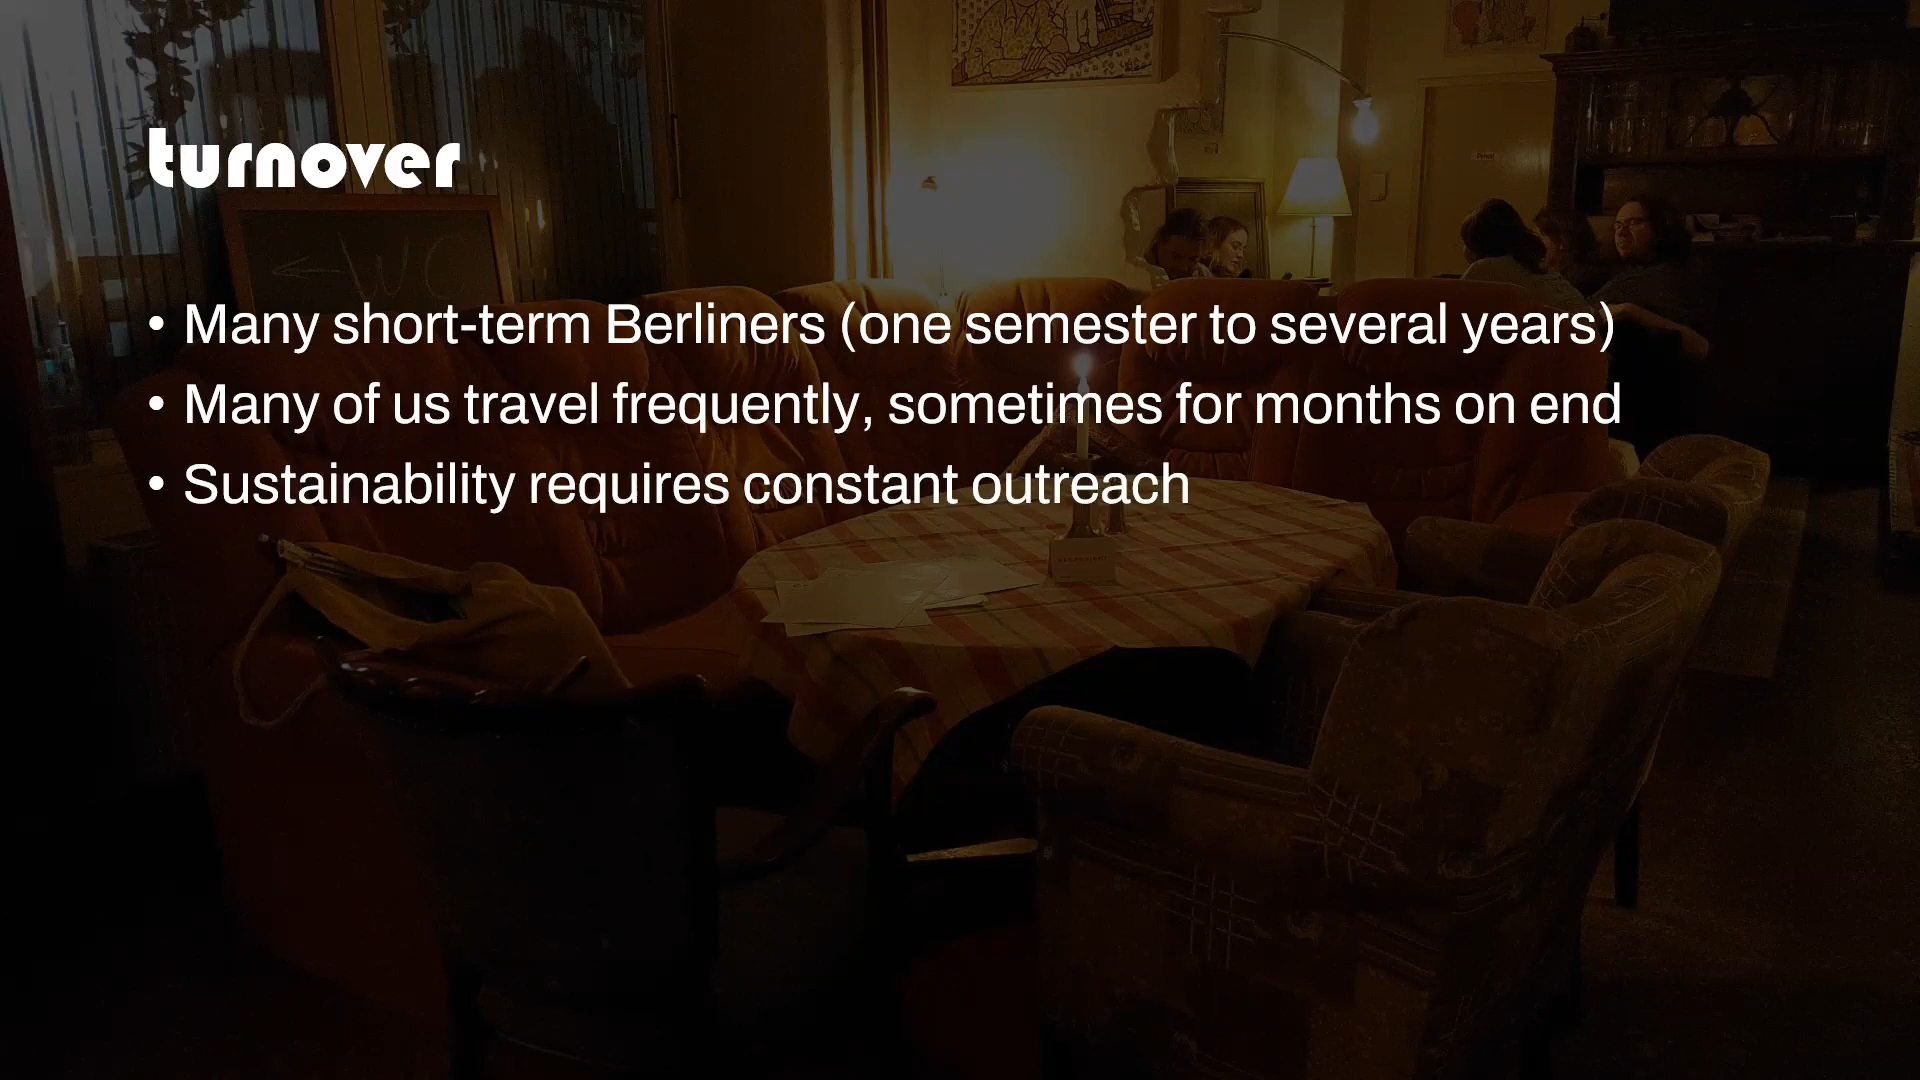 turnover
← WC
• Many short-term Berliners (one semester to several years)
• Many of us travel frequently, sometimes for months on end
• Sustainability requires constant outreach